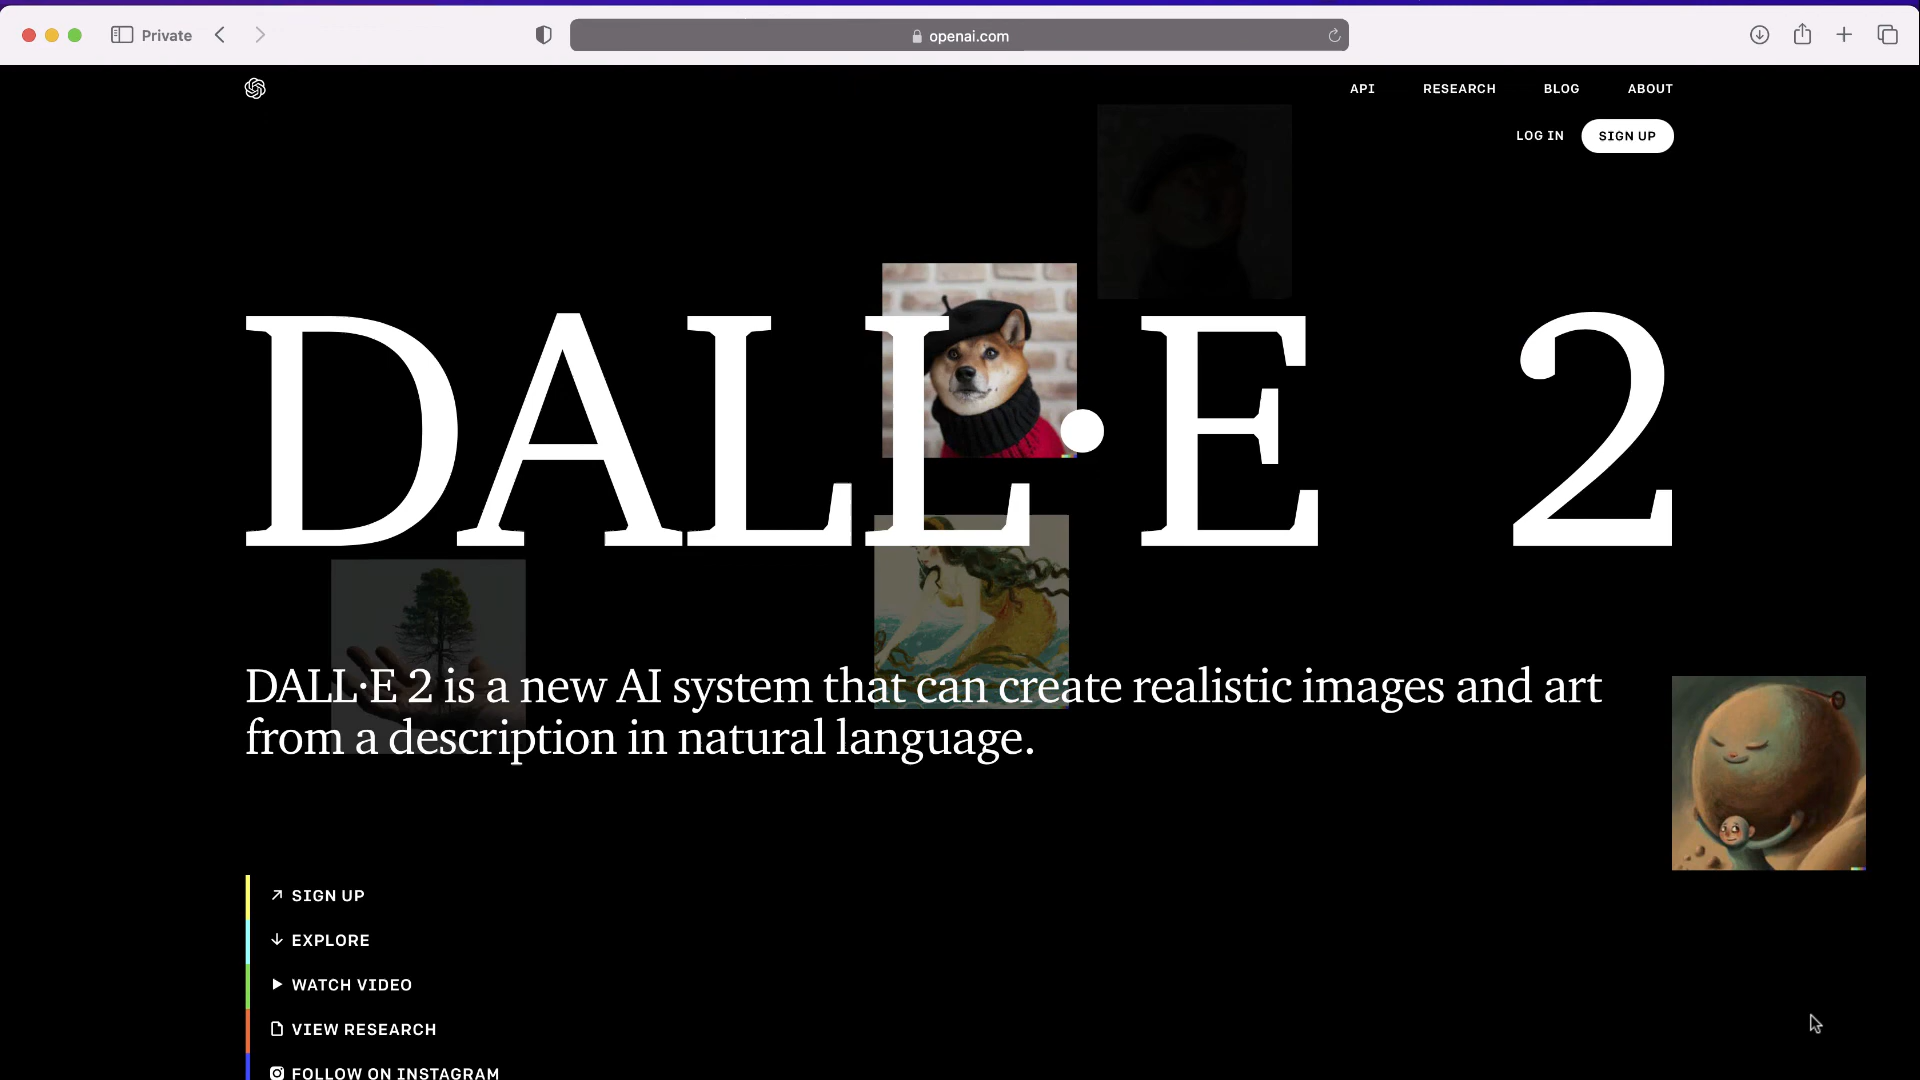 Private
openai.com
API RESEARCH BLOG ABOUT
LOG IN SIGN UP
DALL·E 2
DALL·E 2 is a new AI system that can create realistic images and art
from a description in natural language.
SIGN UP
EXPLORE
WATCH VIDEO
VIEW RESEARCH
FOLLOW ON INSTAGRAM